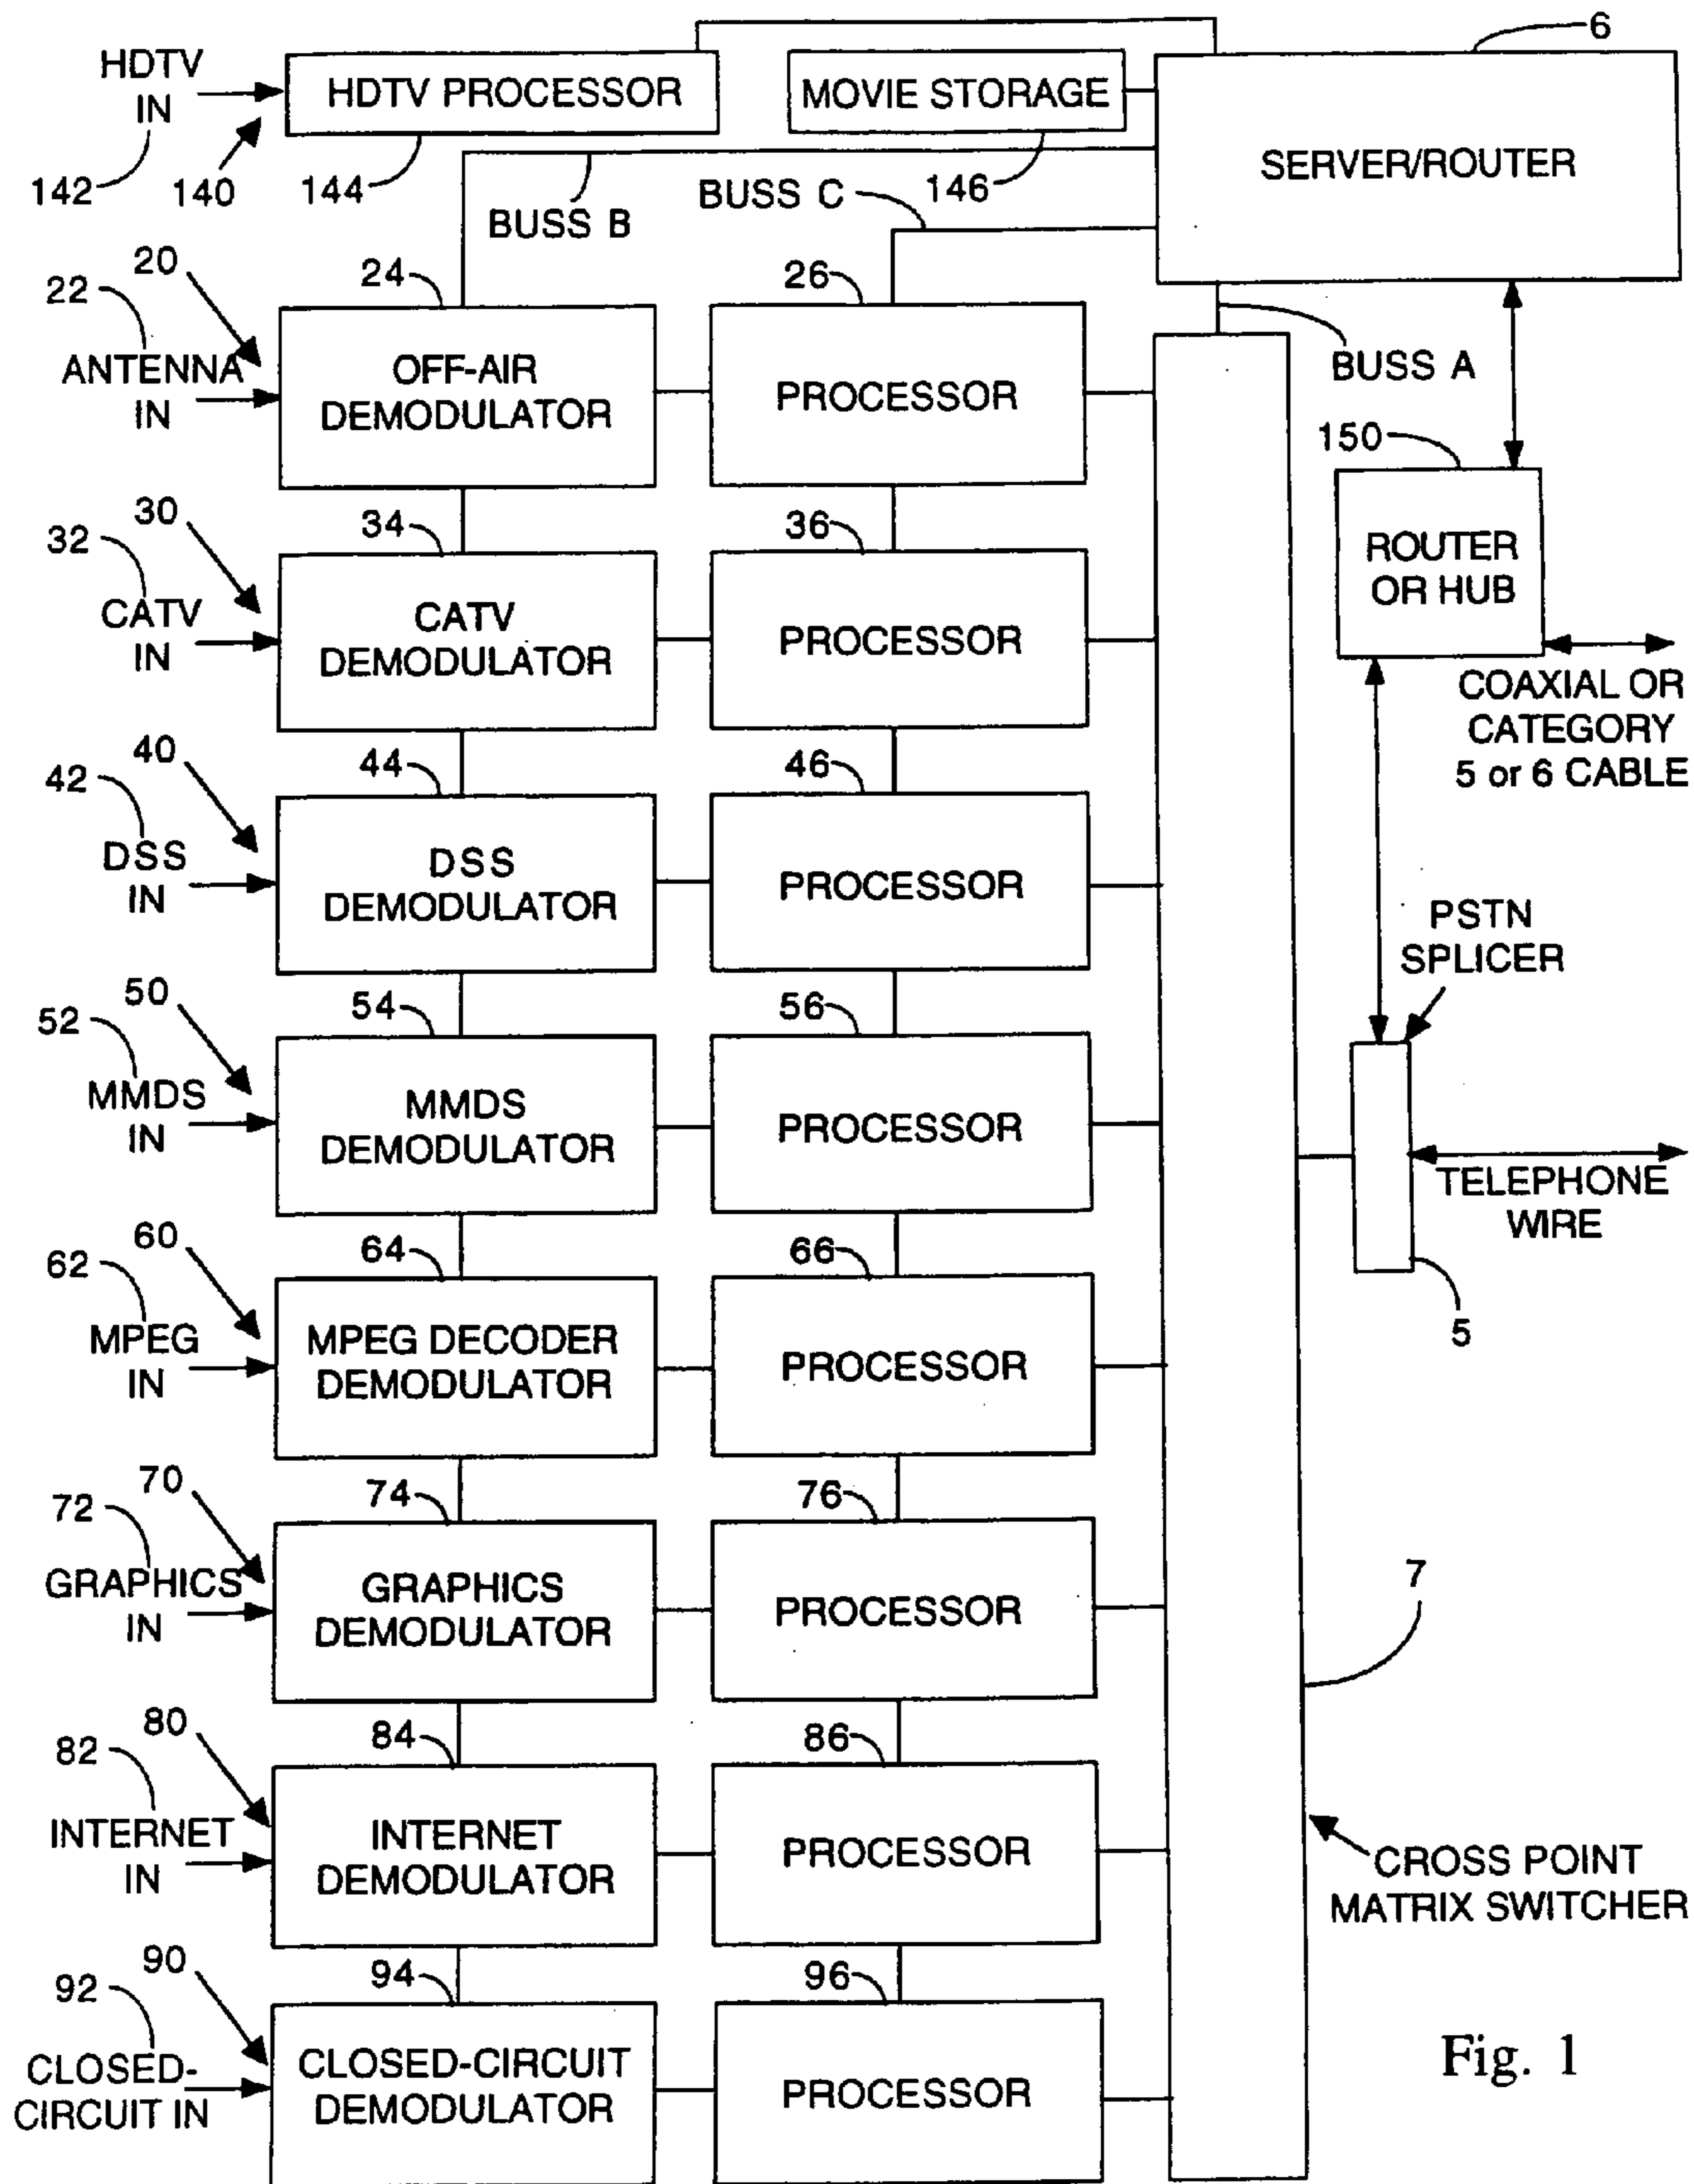 6
HDTV
IN
HDTV PROCESSOR
MOVIE STORAGE
SERVER/ROUTER
142
140
144
146
BUSS B
BUSS C
BUSS A
20
22
24
26
ANTENNA
IN
OFF-AIR
DEMODULATOR
PROCESSOR
150
ROUTER
OR HUB
30
32
34
36
CATV
IN
CATV
DEMODULATOR
PROCESSOR
COAXIAL OR
CATEGORY
5 or 6 CABLE
40
42
44
46
DSS
IN
DSS
DEMODULATOR
PROCESSOR
PSTN
SPLICER
50
52
54
56
MMDS
IN
MMDS
DEMODULATOR
PROCESSOR
TELEPHONE
WIRE
5
60
62
64
66
MPEG
IN
MPEG DECODER
DEMODULATOR
PROCESSOR
70
72
74
76
GRAPHICS
IN
GRAPHICS
DEMODULATOR
PROCESSOR
7
80
82
84
86
INTERNET
IN
INTERNET
DEMODULATOR
PROCESSOR
CROSS POINT
MATRIX SWITCHER
90
92
94
96
CLOSED-
CIRCUIT IN
CLOSED-CIRCUIT
DEMODULATOR
PROCESSOR
Fig. 1